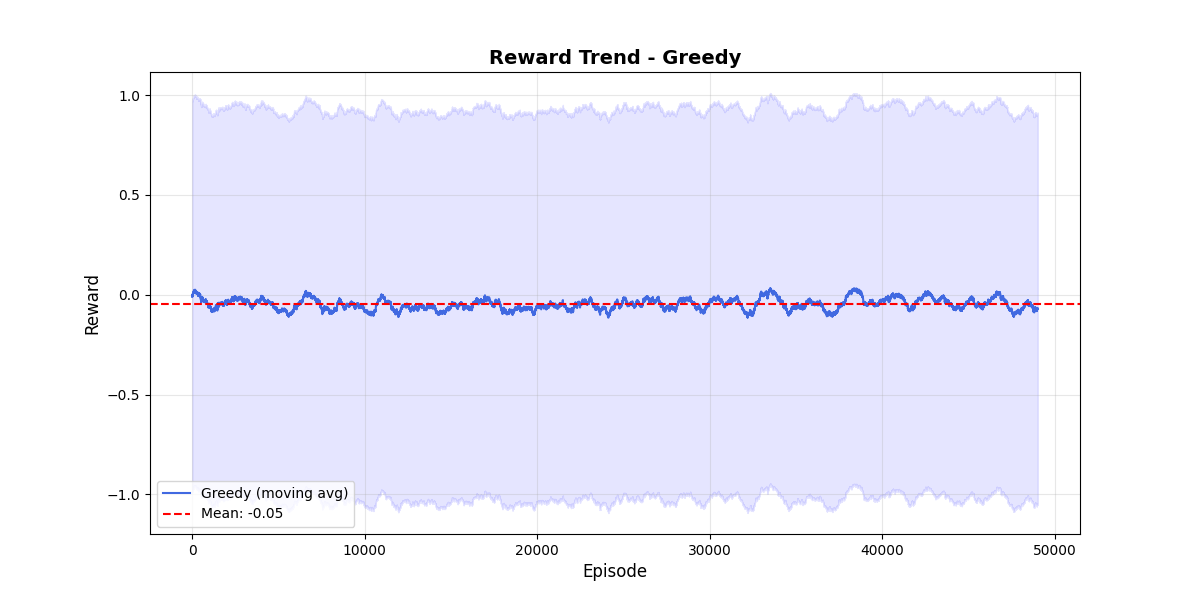 Reward Trend - Greedy
Reward
1.0
0.5
0.0
−0.5
−1.0
Greedy (moving avg)
Mean: -0.05
0 10000 20000 30000 40000 50000
Episode